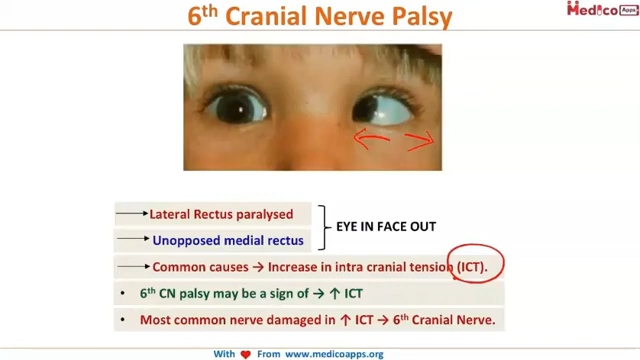 6th Cranial Nerve Palsy
Medico Apps
Lateral Rectus paralysed
Unopposed medial rectus
EYE IN FACE OUT
Common causes → Increase in intra cranial tension (ICT).
• 6th CN palsy may be a sign of → ↑ ICT
• Most common nerve damaged in ↑ ICT → 6th Cranial Nerve.
With ❤ From www.medicoapps.org